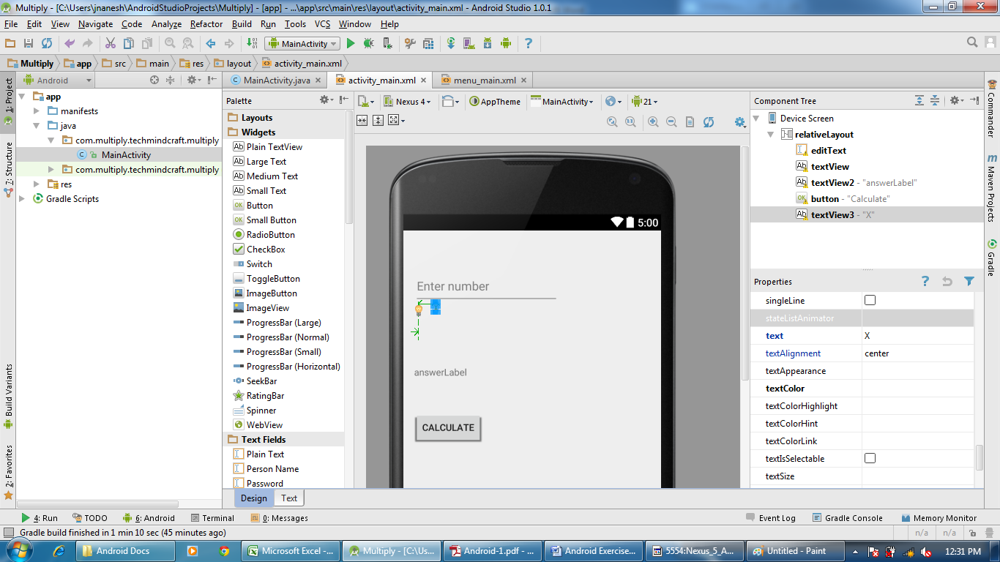 Multiply - [C:\Users\jnanesh\AndroidStudioProjects\Multiply] - [app] - ...\app\src\main\res\layout\activity_main.xml - Android Studio 1.0.1
File Edit View Navigate Code Analyze Refactor Build Run Tools VCS Window Help
MainActivity
Multiply app src main res layout activity_main.xml
Android
MainActivity.java activity_main.xml menu_main.xml
1: Project
7: Structure
Build Variants
2: Favorites
app
manifests
java
com.multiply.techmindcraft.multiply
MainActivity
com.multiply.techmindcraft.multiply
res
Gradle Scripts
Palette
Layouts
Widgets
Plain TextView
Large Text
Medium Text
Small Text
Button
Small Button
RadioButton
CheckBox
Switch
ToggleButton
ImageButton
ImageView
ProgressBar (Large)
ProgressBar (Normal)
ProgressBar (Small)
ProgressBar (Horizontal)
SeekBar
RatingBar
Spinner
WebView
Text Fields
Plain Text
Person Name
Password
Nexus 4 AppTheme MainActivity 21
5:00
Enter number
answerLabel
CALCULATE
Component Tree
Device Screen
relativeLayout
editText
textView
textView2 - "answerLabel"
button - "Calculate"
textView3 - "X"
Properties
singleLine
stateListAnimator
text X
textAlignment center
textAppearance
textColor
textColorHighlight
textColorHint
textColorLink
textIsSelectable
textSize
Commander
Maven Projects
Gradle
Design Text
4: Run TODO 6: Android Terminal 0: Messages Event Log Gradle Console Memory Monitor
Gradle build finished in 1 min 10 sec (45 minutes ago) n/a n/a
Android Docs Microsoft Excel -... Multiply - [C:\Us... Android-1.pdf - ... Android Exercise... 5554:Nexus_5_A... Untitled - Paint 12:31 PM